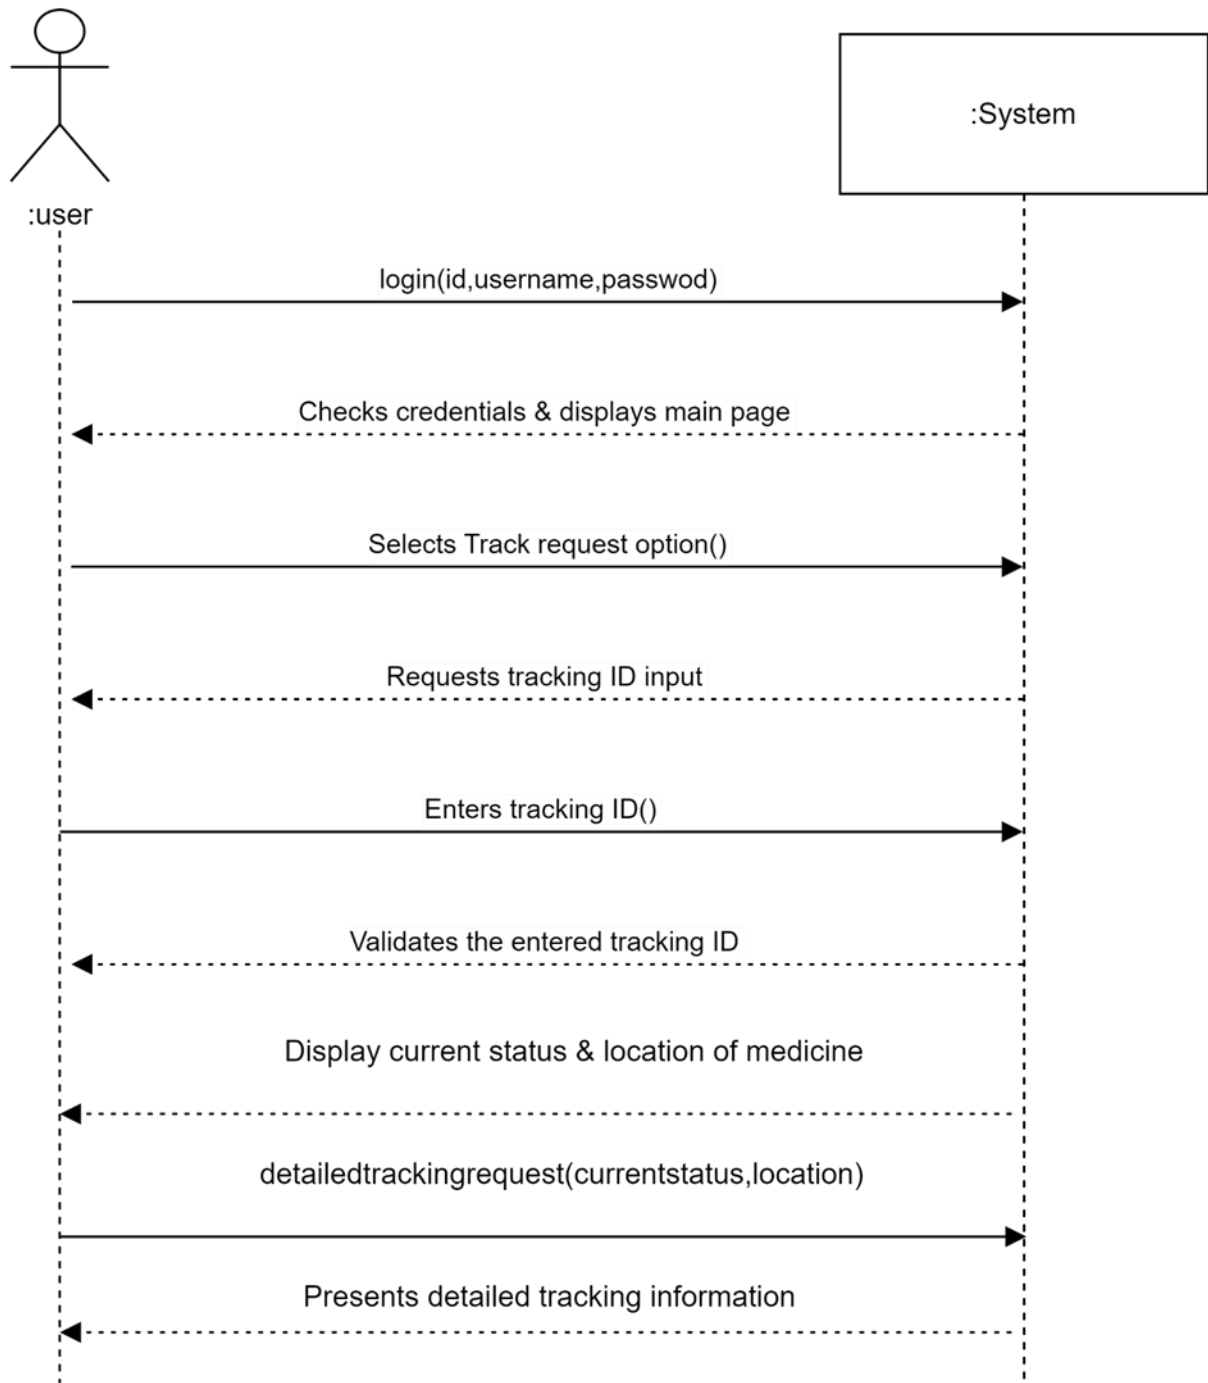 :System
:user
login(id,username,passwod)
Checks credentials & displays main page
Selects Track request option()
Requests tracking ID input
Enters tracking ID()
Validates the entered tracking ID
Display current status & location of medicine
detailedtrackingrequest(currentstatus,location)
Presents detailed tracking information